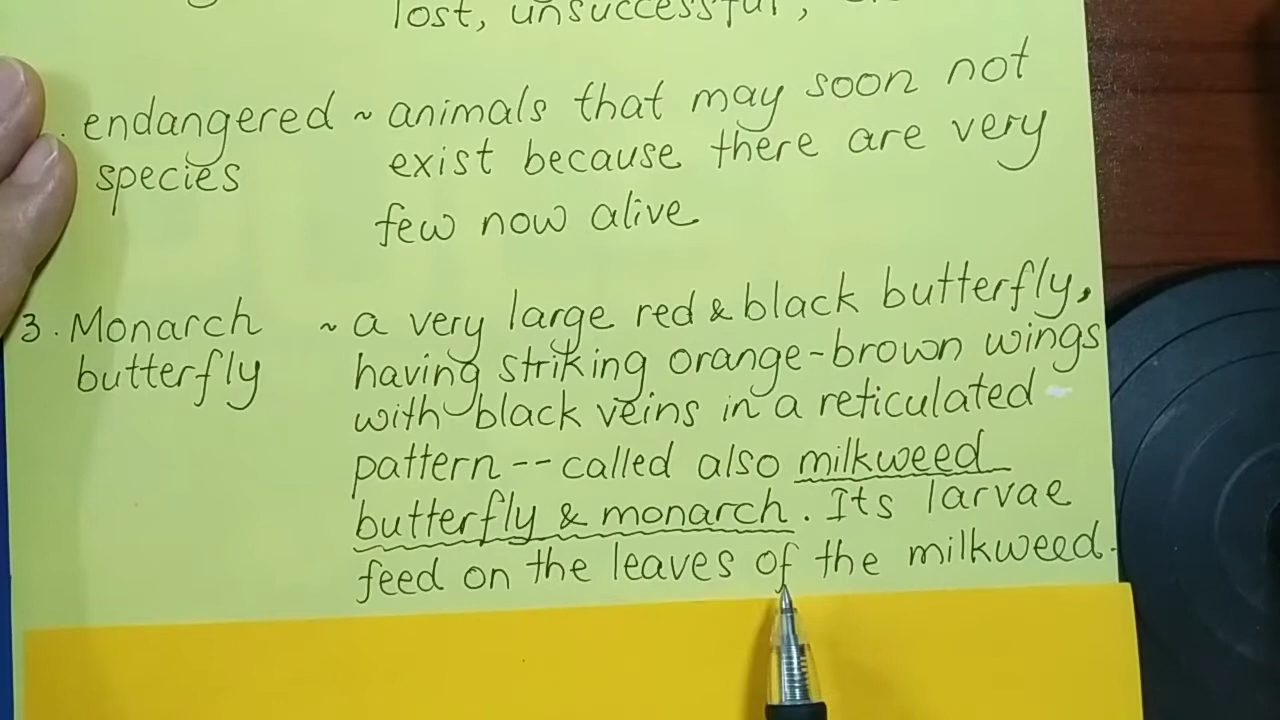 lost, unsuccessful,
. endangered ~ animals that may soon not
species exist because there are very
few now alive
3. Monarch ~ a very large red & black butterfly,
butterfly having striking orange-brown wings
with black veins in a reticulated
pattern -- called also milkweed
butterfly & monarch. Its larvae
feed on the leaves of the milkweed.